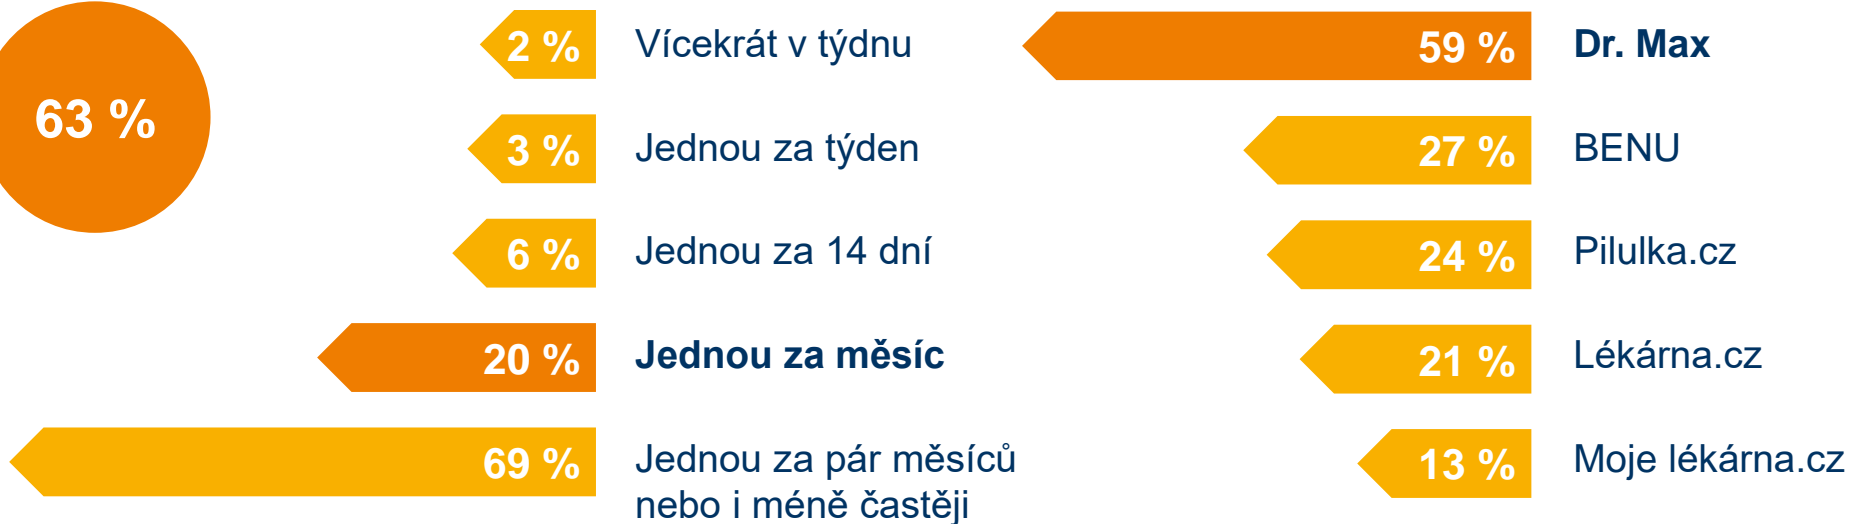 63 %
2 % Vícekrát v týdnu
3 % Jednou za týden
6 % Jednou za 14 dní
20 % Jednou za měsíc
69 % Jednou za pár měsíců
nebo i méně častěji
59 % Dr. Max
27 % BENU
24 % Pilulka.cz
21 % Lékárna.cz
13 % Moje lékárna.cz